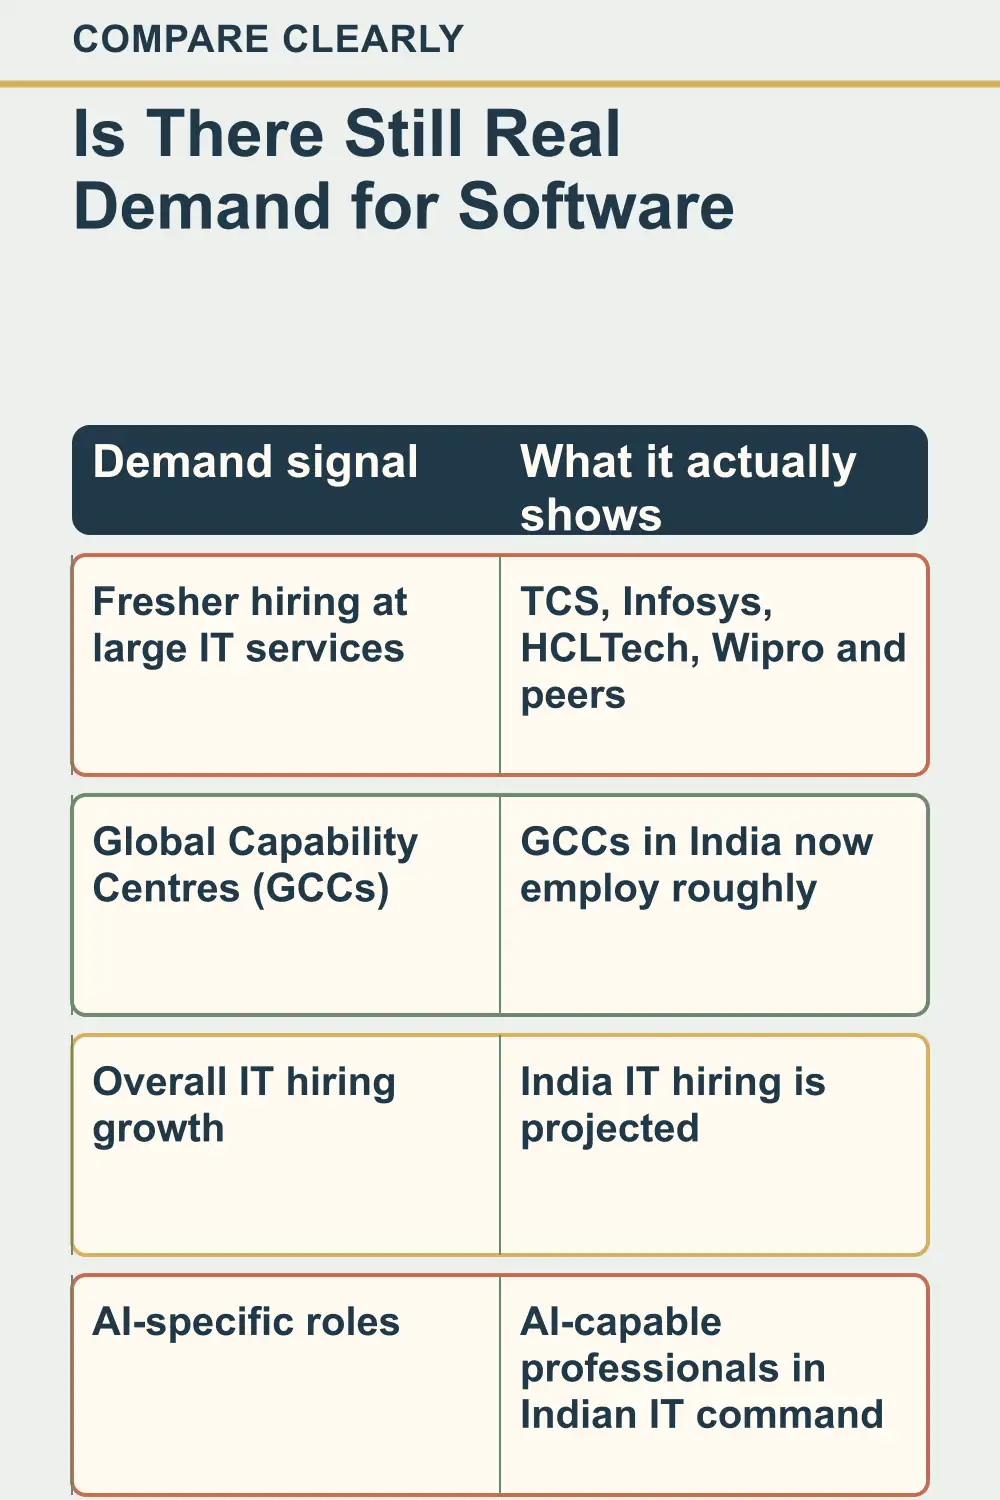 COMPARE CLEARLY
Is There Still Real
Demand for Software
Demand signal
What it actually
shows
Fresher hiring at
large IT services
TCS, Infosys,
HCLTech, Wipro and
peers
Global Capability
Centres (GCCs)
GCCs in India now
employ roughly
Overall IT hiring
growth
India IT hiring is
projected
AI-specific roles
AI-capable
professionals in
Indian IT command